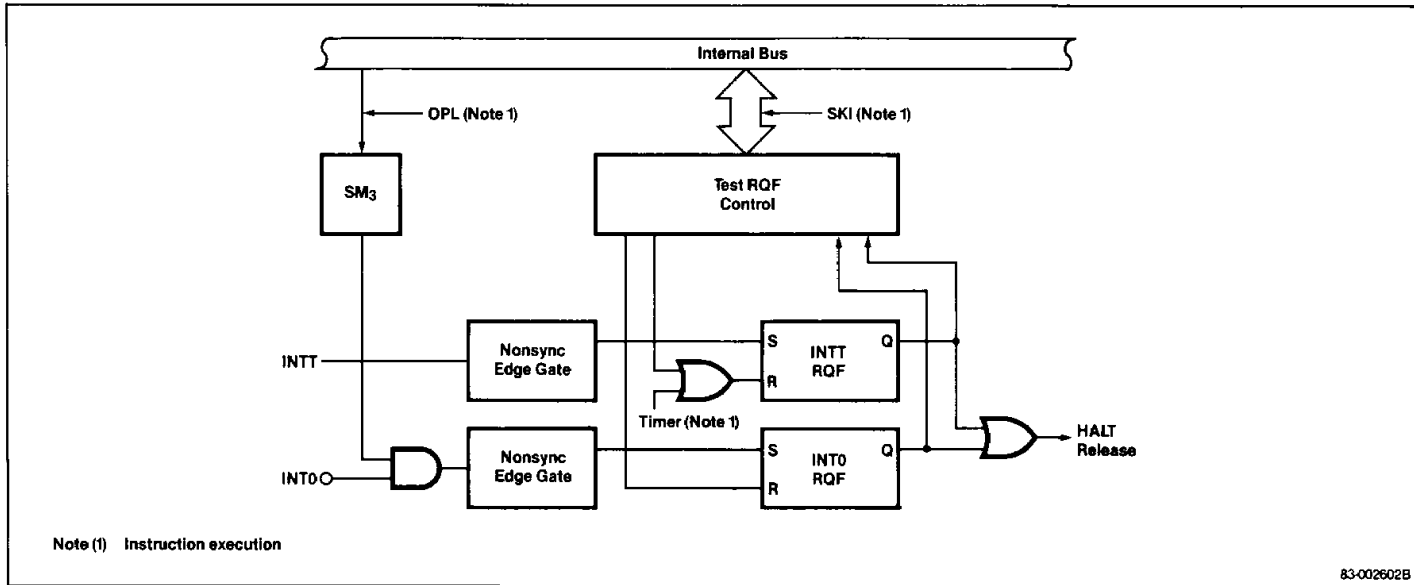 Internal Bus
OPL (Note 1)
SKI (Note 1)
SM3
Test RQF
Control
INTT
Nonsync
Edge Gate
S
R
INTT
RQF
Q
Timer (Note 1)
INT0
Nonsync
Edge Gate
S
R
INT0
RQF
Q
HALT
Release
Note (1) Instruction execution
83-002602B